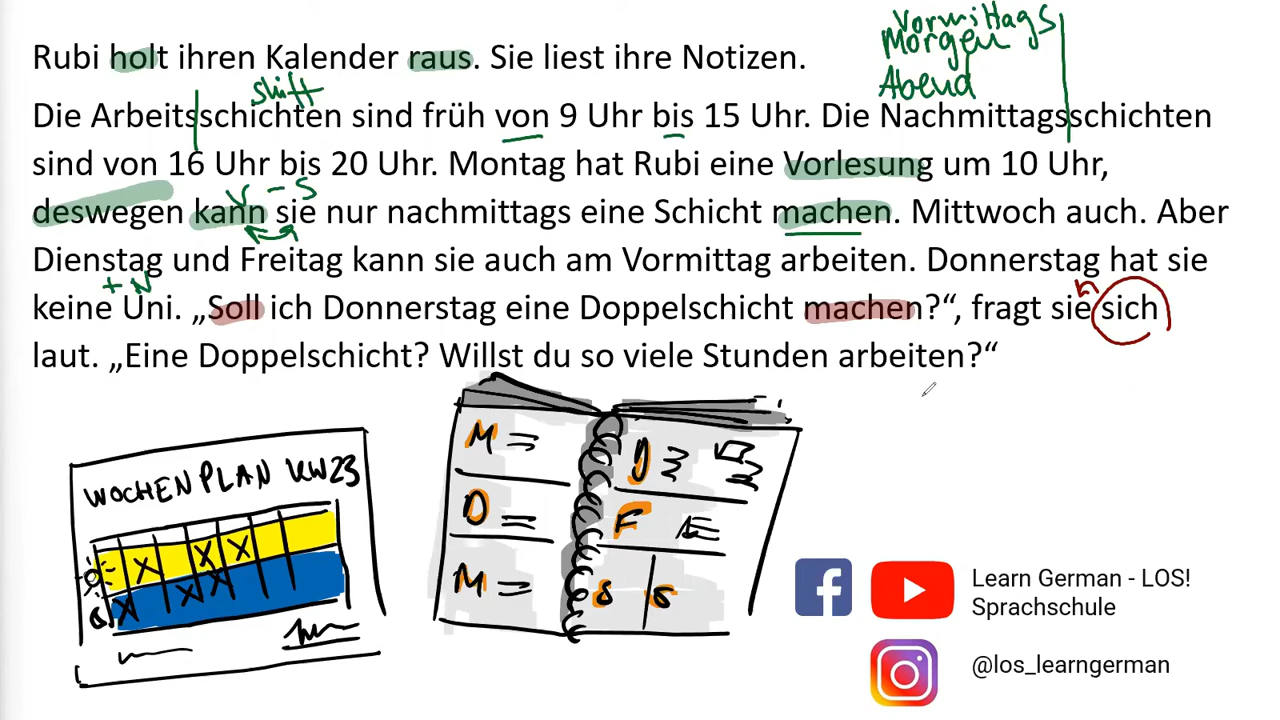 Vormittags
Morgen
Rubi holt ihren Kalender raus. Sie liest ihre Notizen.
Abend
shift
Die Arbeitsschichten sind früh von 9 Uhr bis 15 Uhr. Die Nachmittagsschichten
sind von 16 Uhr bis 20 Uhr. Montag hat Rubi eine Vorlesung um 10 Uhr,
V - S
deswegen kann sie nur nachmittags eine Schicht machen. Mittwoch auch. Aber
Dienstag und Freitag kann sie auch am Vormittag arbeiten. Donnerstag hat sie
+ N
keine Uni. „Soll ich Donnerstag eine Doppelschicht machen?“, fragt sie sich
laut. „Eine Doppelschicht? Willst du so viele Stunden arbeiten?“
WOCHENPLAN KW23
X X X
X X X
M
D
M
D
F
S S
f
Learn German - LOS!
Sprachschule
@los_learngerman